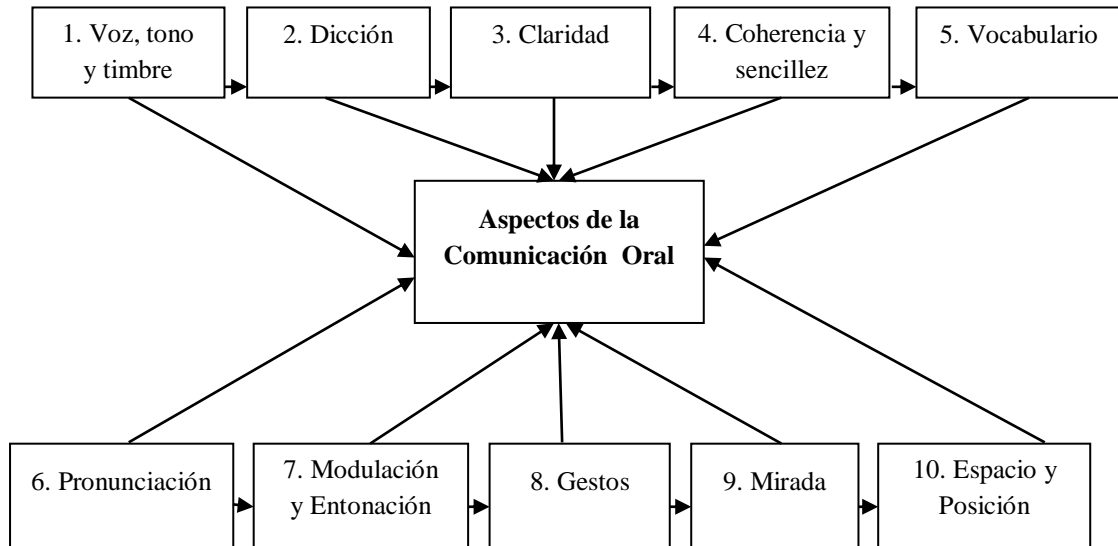 1. Voz, tono
y timbre
2. Dicción
3. Claridad
4. Coherencia y
sencillez
5. Vocabulario
Aspectos de la
Comunicación Oral
6. Pronunciación
7. Modulación
y Entonación
8. Gestos
9. Mirada
10. Espacio y
Posición